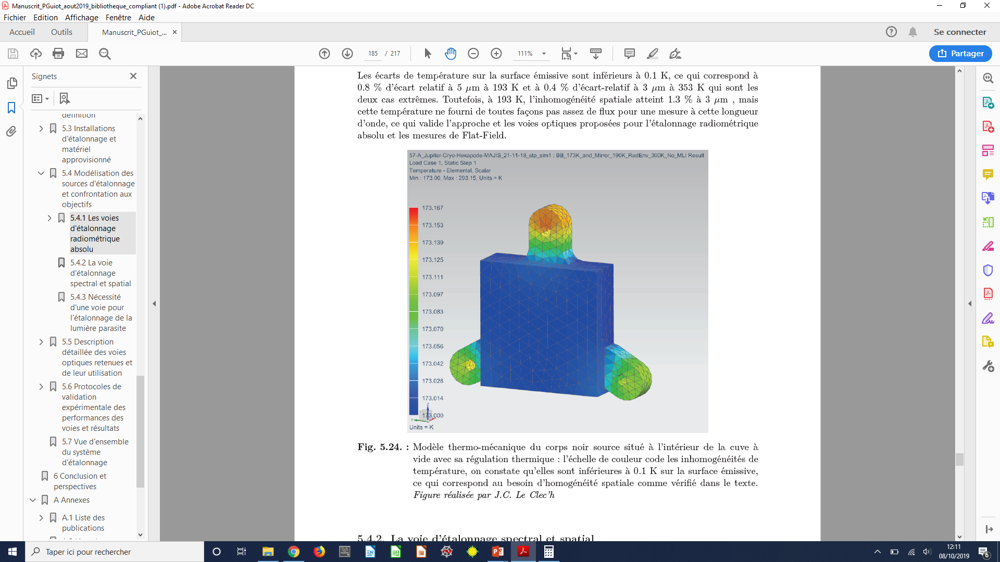 Manuscrit_PGuiot_aout2019_bibliotheque_compliant (1).pdf - Adobe Acrobat Reader DC
Fichier Edition Affichage Fenêtre Aide
Accueil Outils Manuscrit_PGuiot_... × Se connecter
185 / 217 111% Partager
Signets
définition
5.3 Installations
d'étalonnage et
matériel
approvisionné
5.4 Modélisation des
sources d'étalonnage
et confrontation aux
objectifs
5.4.1 Les voies
d'étalonnage
radiométrique
absolu
5.4.2 La voie
d'étalonnage
spectral et spatial
5.4.3 Nécessité
d'une voie pour
l'étalonnage de la
lumière parasite
5.5 Description
détaillée des voies
optiques retenues et
de leur utilisation
5.6 Protocoles de
validation
expérimentale des
performances des
voies et résultats
5.7 Vue d'ensemble
du système
d'étalonnage
6 Conclusion et
perspectives
A Annexes
A.1 Liste des
publications
Les écarts de température sur la surface émissive sont inférieurs à 0.1 K, ce qui correspond à
0.8 % d'écart relatif à 5 μm à 193 K et à 0.4 % d'écart-relatif à 3 μm à 353 K qui sont les
deux cas extrêmes. Toutefois, à 193 K, l'inhomogénéité spatiale atteint 1.3 % à 3 μm , mais
cette température ne fourni de toutes façons pas assez de flux pour une mesure à cette longueur
d'onde, ce qui valide l'approche et les voies optiques proposées pour l'étalonnage radiométrique
absolu et les mesures de Flat-Field.
57-A_Jupiter-Cryo-Hexapode-MAJIS_21-11-18_stp_sim1 : BB_173K_and_Mirror_190K_RadEnv_300K_No_MLI Result
Load Case 1, Static Step 1
Temperature - Elemental, Scalar
Min : 173.00, Max : 293.15, Units = K
173.167
173.153
173.139
173.125
173.111
173.097
173.083
173.070
173.056
173.042
173.028
173.014
173.000
Z
Y
Units = K
Fig. 5.24. : Modèle thermo-mécanique du corps noir source situé à l'intérieur de la cuve à
vide avec sa régulation thermique : l'échelle de couleur code les inhomogénéités de
température, on constate qu'elles sont inférieures à 0.1 K sur la surface émissive,
ce qui correspond au besoin d'homogénéité spatiale comme vérifié dans le texte.
Figure réalisée par J.C. Le Clec'h
5.4.2. La voie d'étalonnage spectral et spatial
Taper ici pour rechercher
12:11
08/10/2019
6